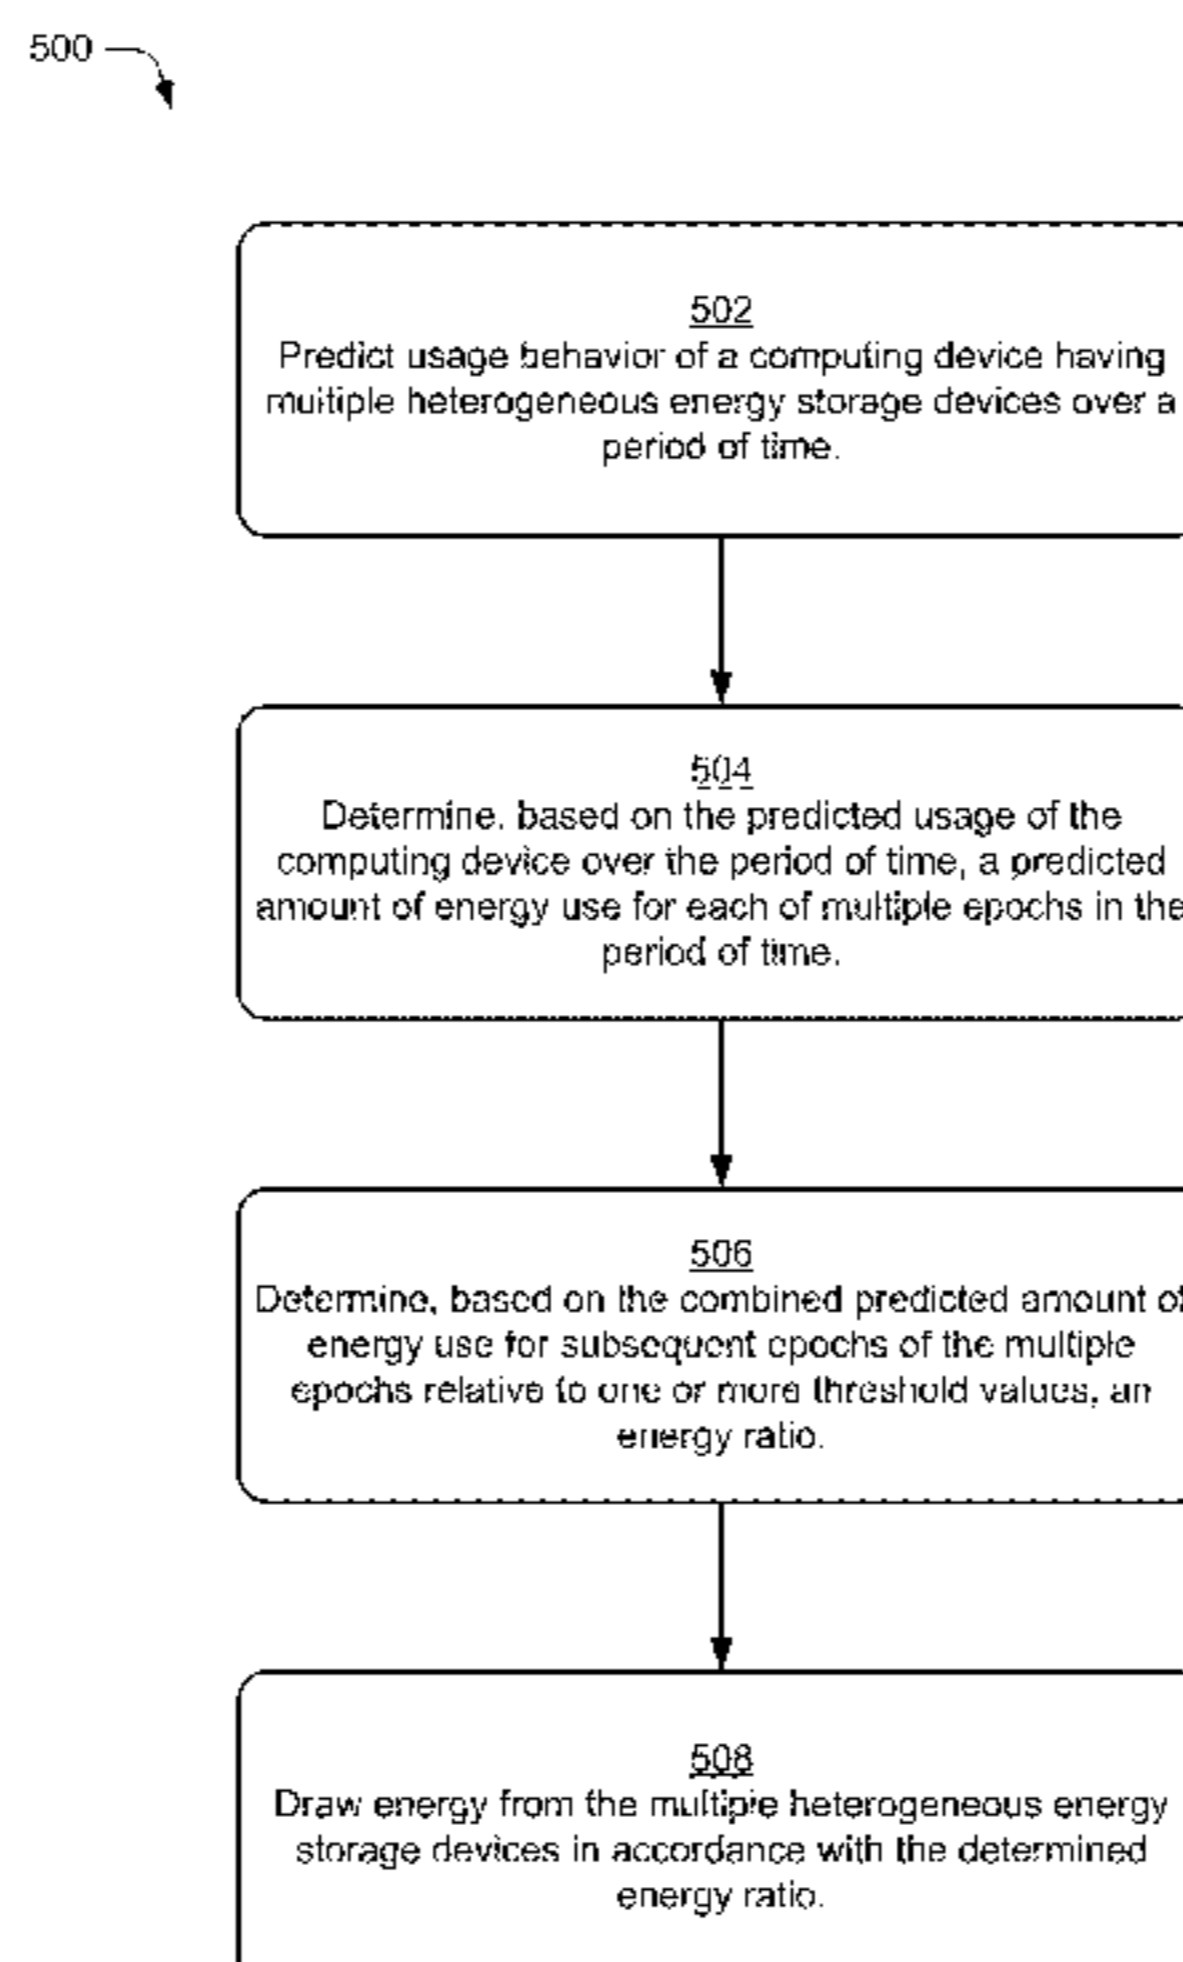 500
502
Predict usage behavior of a computing device having
multiple heterogeneous energy storage devices over a
period of time.
504
Determine, based on the predicted usage of the
computing device over the period of time, a predicted
amount of energy use for each of multiple epochs in the
period of time.
506
Determine, based on the combined predicted amount of
energy use for subsequent epochs of the multiple
epochs relative to one or more threshold values, an
energy ratio.
508
Draw energy from the multiple heterogeneous energy
storage devices in accordance with the determined
energy ratio.